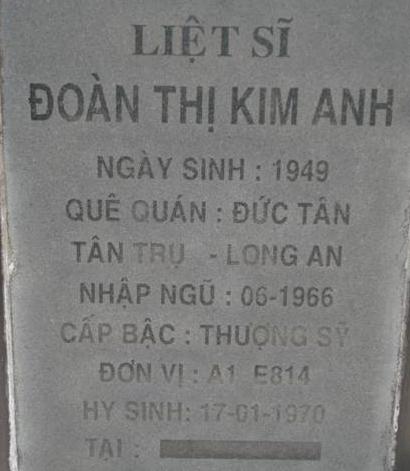 LIỆT SĨ
ĐOÀN THỊ KIM ANH
NGÀY SINH : 1949
QUÊ QUÁN : ĐỨC TÂN
TÂN TRỤ - LONG AN
NHẬP NGŨ : 06-1966
CẤP BẬC : THƯỢNG SỸ
ĐƠN VỊ : A1 E814
HY SINH: 17-01-1970
TẠI :